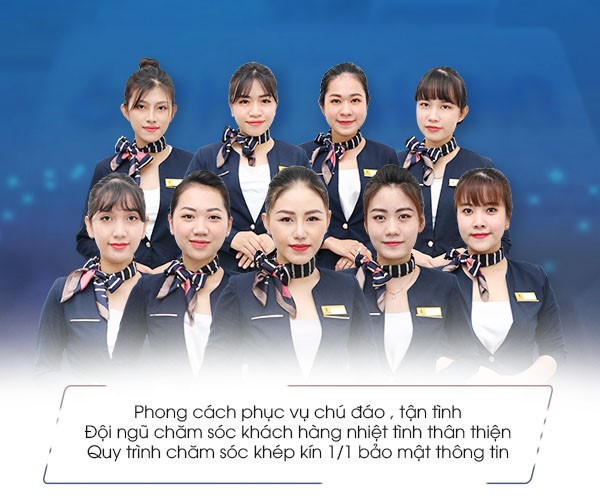 Phong cách phục vụ chú đáo , tận tình
Đội ngũ chăm sóc khách hàng nhiệt tình thân thiện
Quy trình chăm sóc khép kín 1/1 bảo mật thông tin